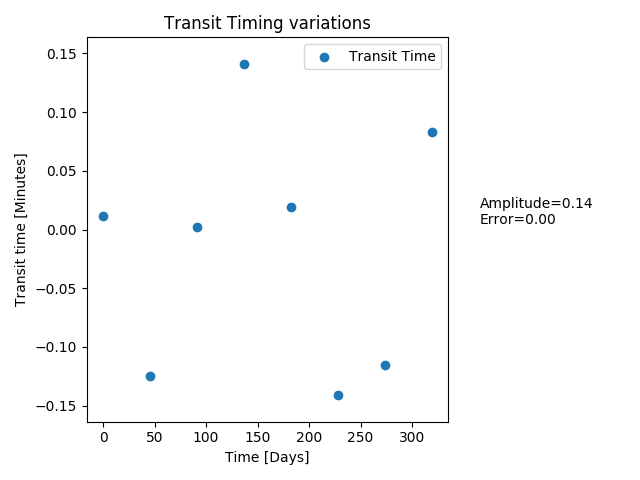 Transit Timing variations
Transit Time
0.15
0.10
0.05
0.00
−0.05
−0.10
−0.15
Transit time [Minutes]
Amplitude=0.14
Error=0.00
0 50 100 150 200 250 300
Time [Days]